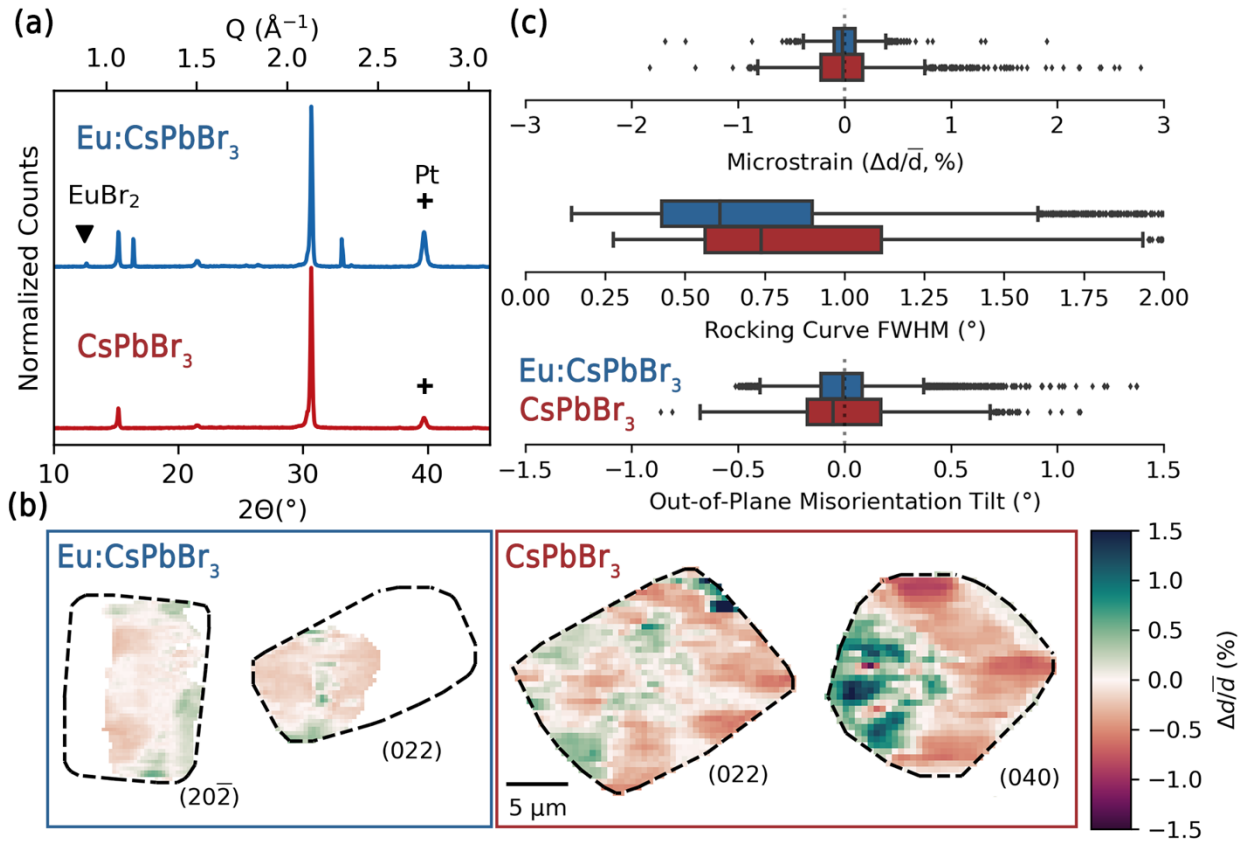 (a)
Q (Å⁻¹)
1.0 1.5 2.0 2.5 3.0
Eu:CsPbBr₃
EuBr₂
Pt
CsPbBr₃
Normalized Counts
10 20 30 40
2Θ(°)
(c)
−3 −2 −1 0 1 2 3
Microstrain (Δd/d̅, %)
0.00 0.25 0.50 0.75 1.00 1.25 1.50 1.75 2.00
Rocking Curve FWHM (°)
Eu:CsPbBr₃
CsPbBr₃
−1.5 −1.0 −0.5 0.0 0.5 1.0 1.5
Out-of-Plane Misorientation Tilt (°)
(b)
Eu:CsPbBr₃
(202̅)
(022)
CsPbBr₃
5 μm
(022)
(040)
1.5
1.0
0.5
0.0
−0.5
−1.0
−1.5
Δd/d̅ (%)